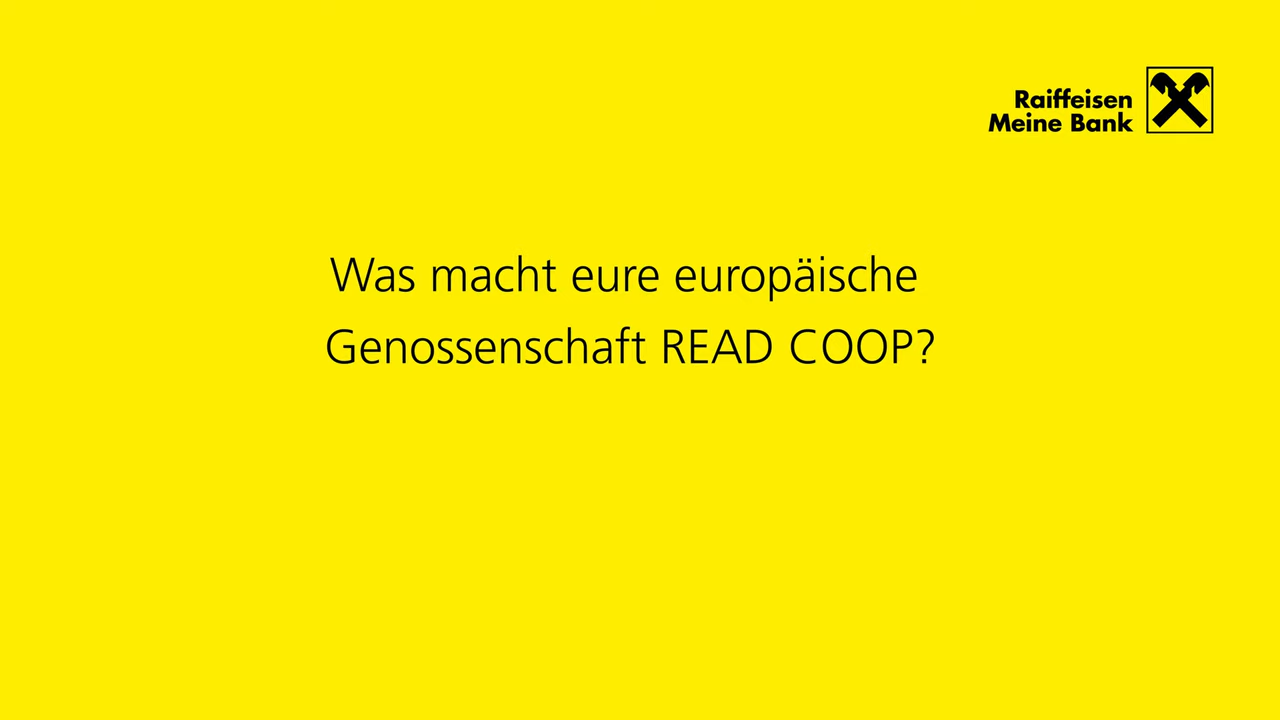 Raiffeisen
Meine Bank
Was macht eure europäische
Genossenschaft READ COOP?